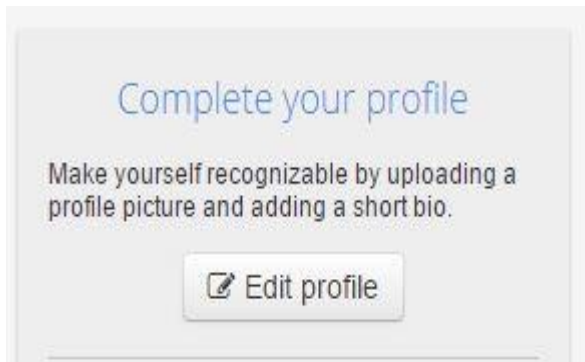 Complete your profile
Make yourself recognizable by uploading a
profile picture and adding a short bio.
Edit profile